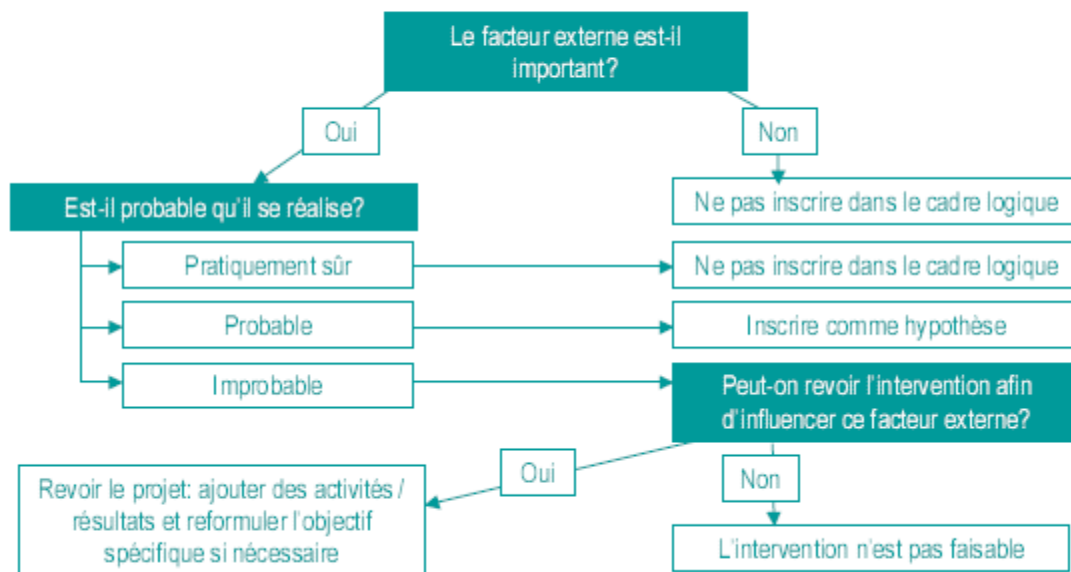 Le facteur externe est-il
important?
Oui
Non
Est-il probable qu'il se réalise?
Ne pas inscrire dans le cadre logique
Pratiquement sûr
Ne pas inscrire dans le cadre logique
Probable
Inscrire comme hypothèse
Improbable
Peut-on revoir l'intervention afin
d'influencer ce facteur externe?
Oui
Non
Revoir le projet: ajouter des activités /
résultats et reformuler l'objectif
spécifique si nécessaire
L'intervention n'est pas faisable